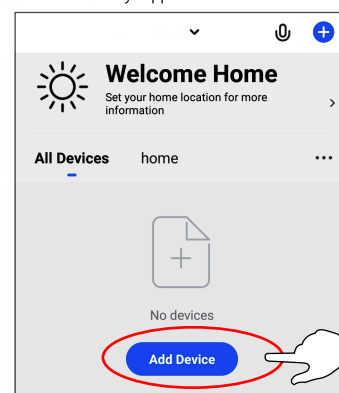 Welcome Home
Set your home location for more
information
All Devices home
No devices
Add Device